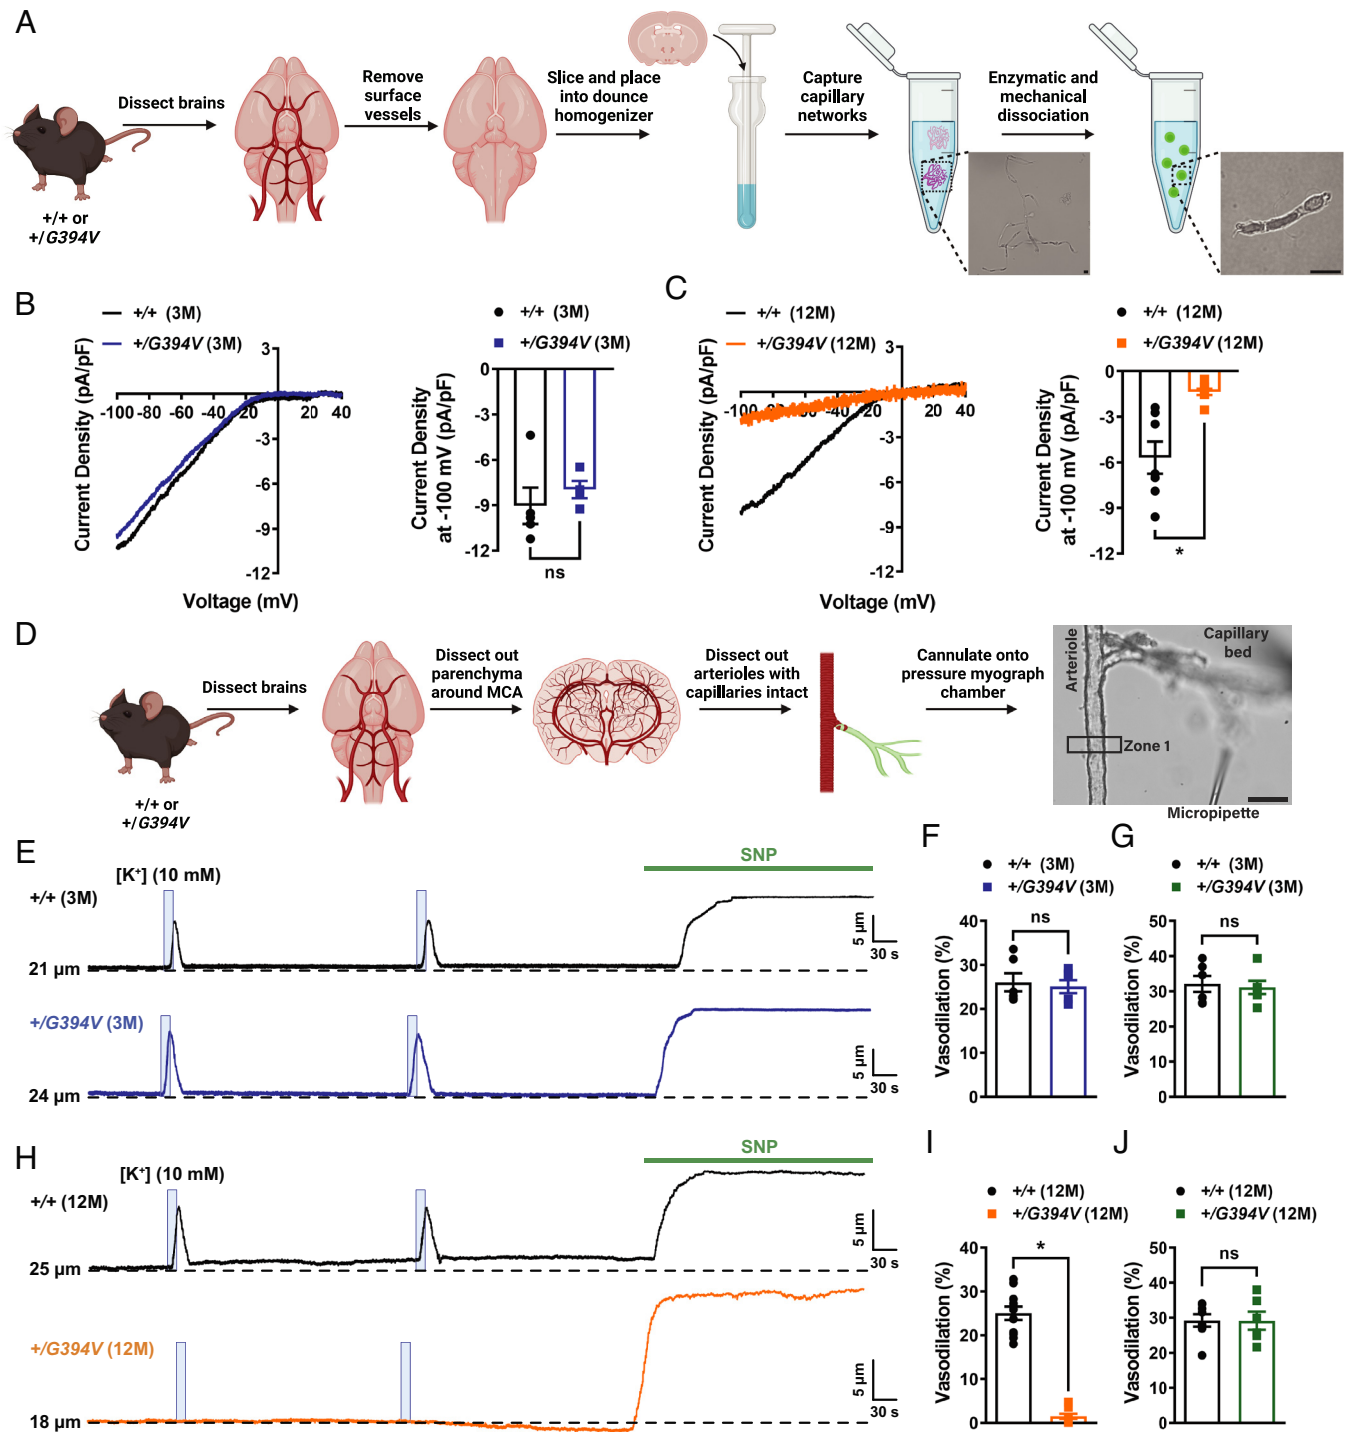 A
Dissect brains
Remove
surface
vessels
Slice and place
into dounce
homogenizer
Capture
capillary
networks
Enzymatic and
mechanical
dissociation
+/+ or
+/G394V
B
+/+ (3M)
+/G394V (3M)
Current Density (pA/pF)
3
-100
-80
-60
-40
-20
20
40
-3
-6
-9
-12
Voltage (mV)
+/+ (3M)
+/G394V (3M)
Current Density
at -100 mV (pA/pF)
0
-3
-6
-9
-12
ns
C
+/+ (12M)
+/G394V (12M)
Current Density (pA/pF)
3
-100
-80
-60
-40
-20
20
40
-3
-6
-9
-12
Voltage (mV)
+/+ (12M)
+/G394V (12M)
Current Density
at -100 mV (pA/pF)
0
-3
-6
-9
-12
*
D
Dissect brains
Dissect out
parenchyma
around MCA
Dissect out
arterioles with
capillaries intact
Cannulate onto
pressure myograph
chamber
+/+ or
+/G394V
Arteriole
Capillary
bed
Zone 1
Micropipette
E
[K+] (10 mM)
SNP
+/+ (3M)
21 µm
5 µm
30 s
+/G394V (3M)
24 µm
5 µm
30 s
F
+/+ (3M)
+/G394V (3M)
Vasodilation (%)
40
30
20
10
0
ns
G
+/+ (3M)
+/G394V (3M)
Vasodilation (%)
50
40
30
20
10
0
ns
H
[K+] (10 mM)
SNP
+/+ (12M)
25 µm
5 µm
30 s
+/G394V (12M)
18 µm
5 µm
30 s
I
+/+ (12M)
+/G394V (12M)
Vasodilation (%)
40
30
20
10
0
*
J
+/+ (12M)
+/G394V (12M)
Vasodilation (%)
50
40
30
20
10
0
ns